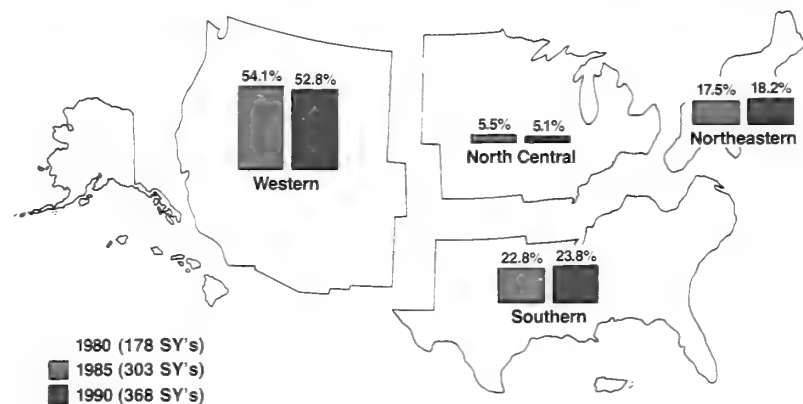 54.1% 52.8%
Western
5.5% 5.1%
North Central
17.5% 18.2%
Northeastern
22.8% 23.8%
Southern
1980 (178 SY's)
1985 (303 SY's)
1990 (368 SY's)